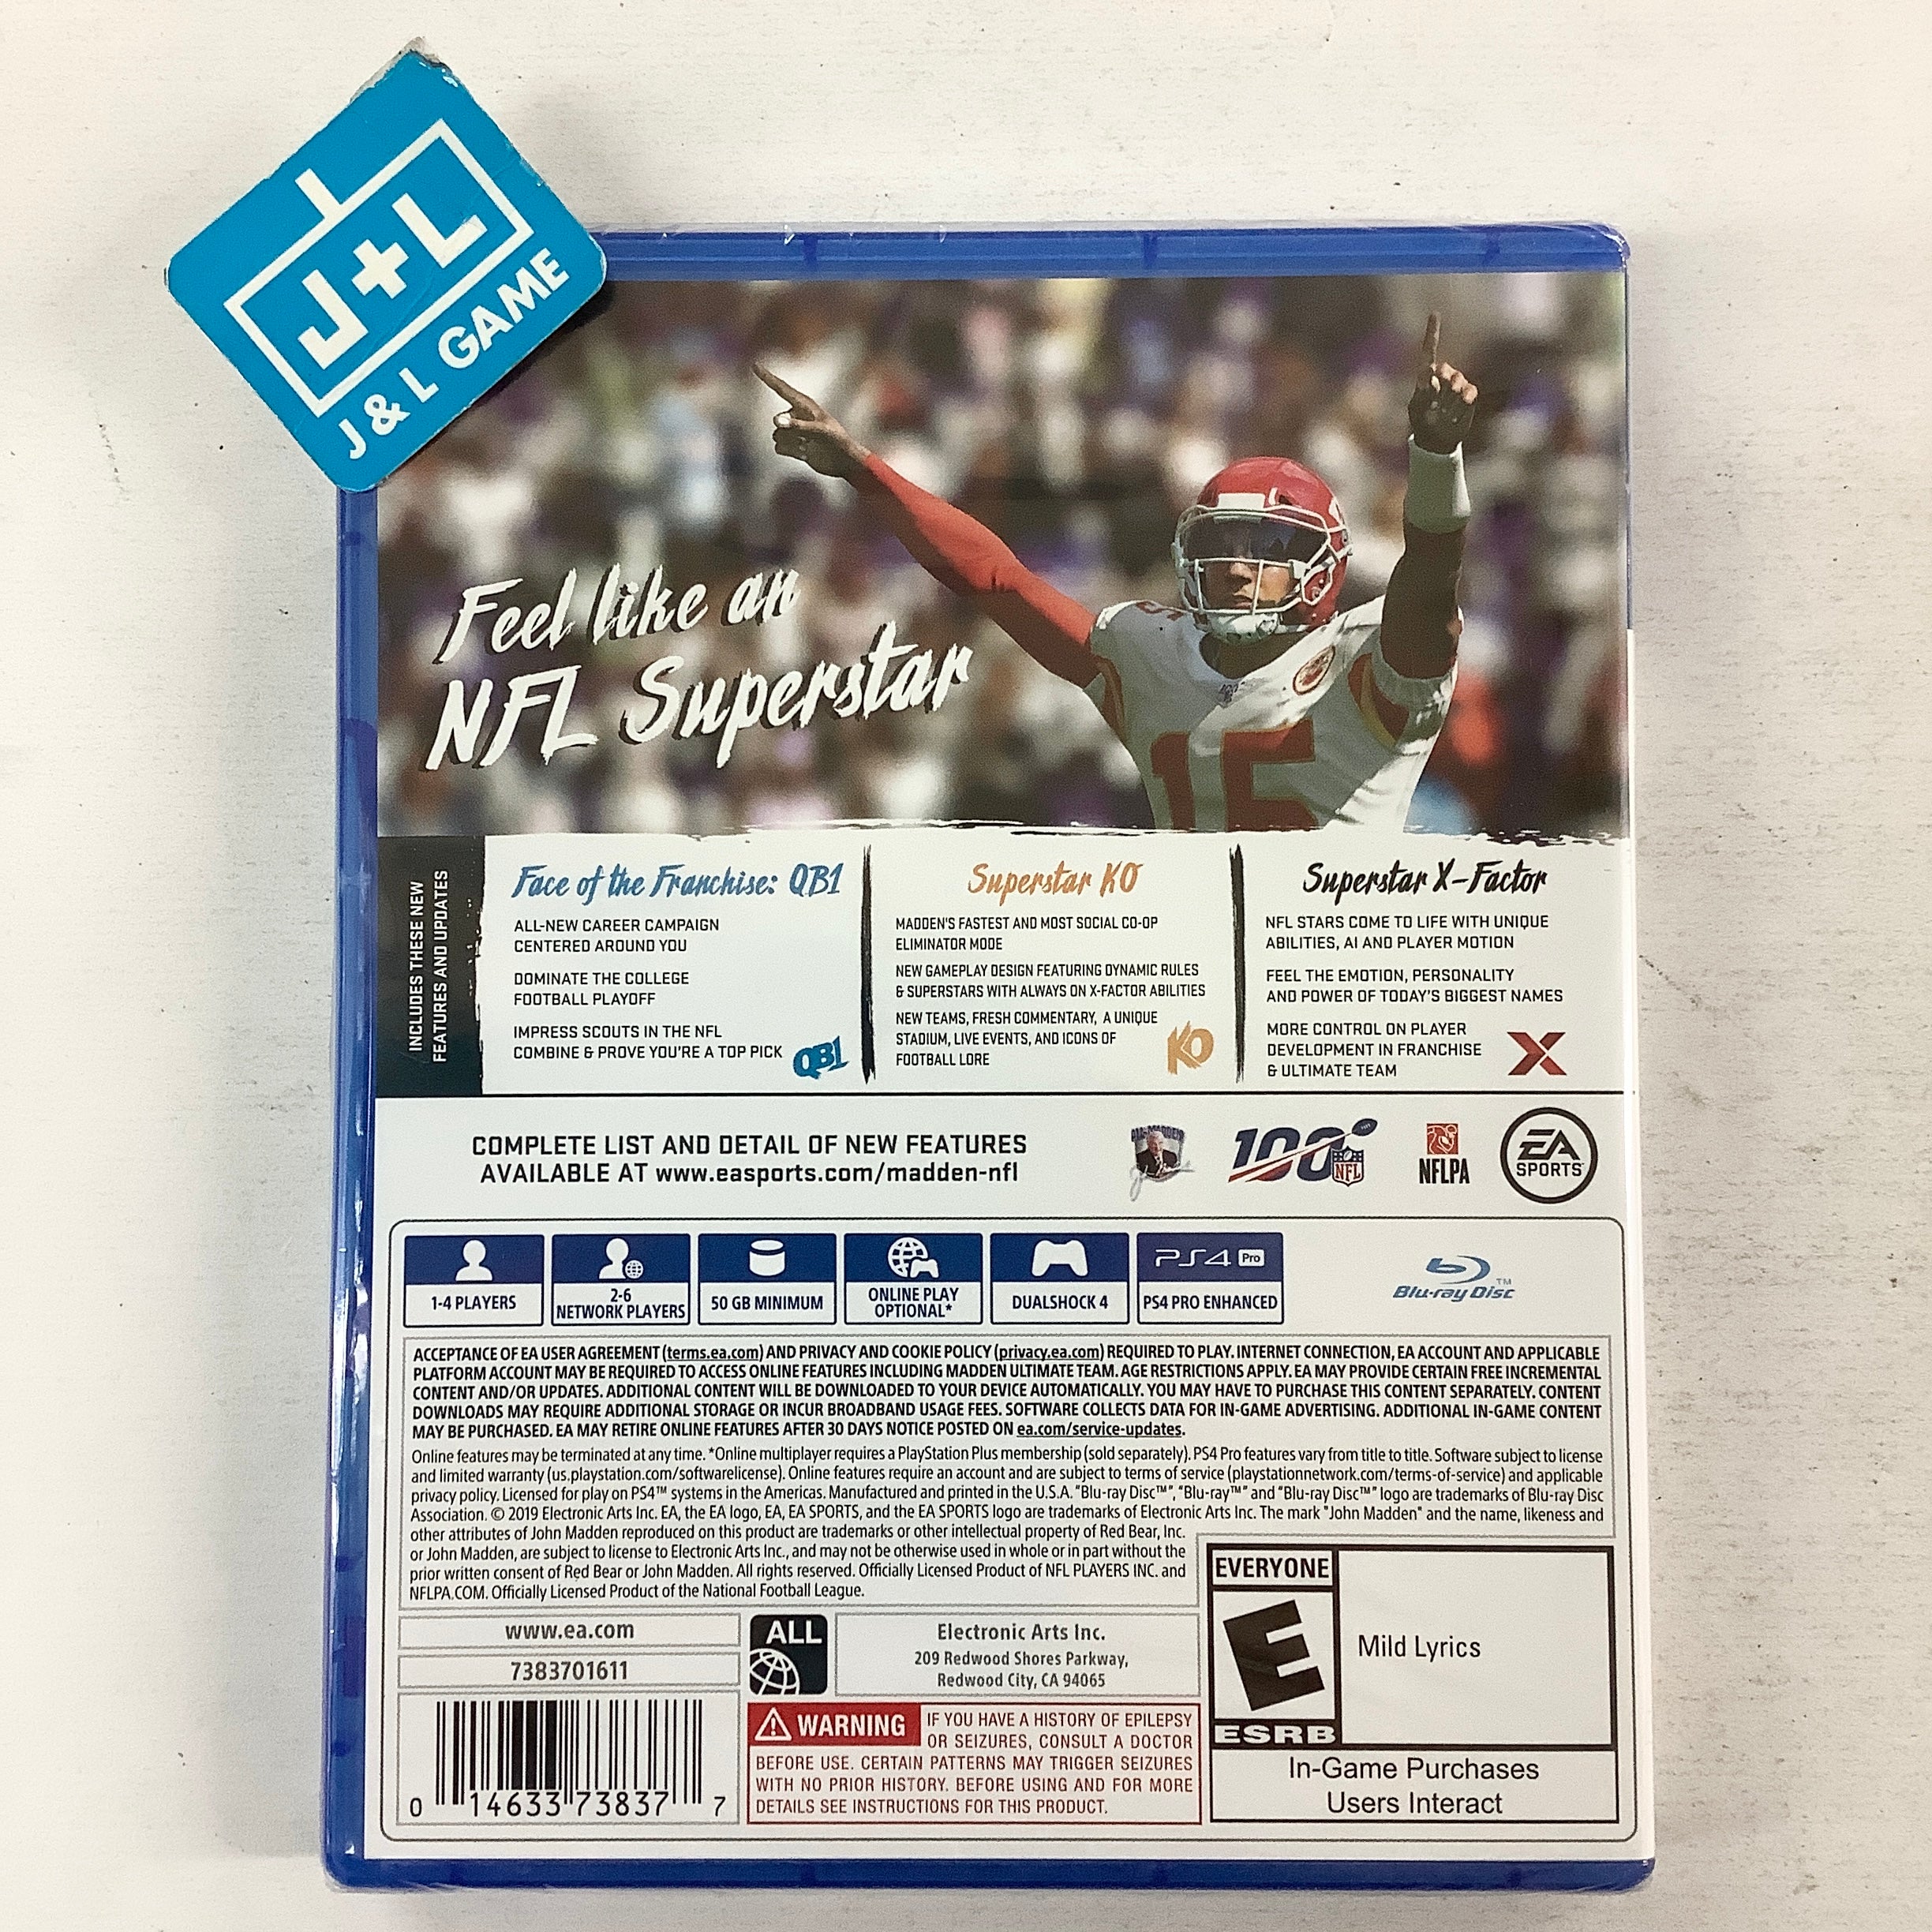 J+L
J & L GAME
Feel like an
NFL Superstar
15
INCLUDES THESE NEW
FEATURES AND UPDATES
Face of the Franchise: QB1
ALL-NEW CAREER CAMPAIGN
CENTERED AROUND YOU
DOMINATE THE COLLEGE
FOOTBALL PLAYOFF
IMPRESS SCOUTS IN THE NFL
COMBINE & PROVE YOU'RE A TOP PICK
QB1
Superstar KO
MADDEN'S FASTEST AND MOST SOCIAL CO-OP
ELIMINATOR MODE
NEW GAMEPLAY DESIGN FEATURING DYNAMIC RULES
& SUPERSTARS WITH ALWAYS ON X-FACTOR ABILITIES
NEW TEAMS, FRESH COMMENTARY, A UNIQUE
STADIUM, LIVE EVENTS, AND ICONS OF
FOOTBALL LORE
KO
Superstar X-Factor
NFL STARS COME TO LIFE WITH UNIQUE
ABILITIES, AI AND PLAYER MOTION
FEEL THE EMOTION, PERSONALITY
AND POWER OF TODAY'S BIGGEST NAMES
MORE CONTROL ON PLAYER
DEVELOPMENT IN FRANCHISE
& ULTIMATE TEAM
X
COMPLETE LIST AND DETAIL OF NEW FEATURES
AVAILABLE AT www.easports.com/madden-nfl
100
NFL
NFLPA
EA
SPORTS
1-4 PLAYERS
2-6
NETWORK PLAYERS
50 GB MINIMUM
ONLINE PLAY
OPTIONAL*
DUALSHOCK 4
PS4 Pro
PS4 PRO ENHANCED
Blu-ray Disc™
ACCEPTANCE OF EA USER AGREEMENT (terms.ea.com) AND PRIVACY AND COOKIE POLICY (privacy.ea.com) REQUIRED TO PLAY. INTERNET CONNECTION, EA ACCOUNT AND APPLICABLE
PLATFORM ACCOUNT MAY BE REQUIRED TO ACCESS ONLINE FEATURES INCLUDING MADDEN ULTIMATE TEAM. AGE RESTRICTIONS APPLY. EA MAY PROVIDE CERTAIN FREE INCREMENTAL
CONTENT AND/OR UPDATES. ADDITIONAL CONTENT WILL BE DOWNLOADED TO YOUR DEVICE AUTOMATICALLY. YOU MAY HAVE TO PURCHASE THIS CONTENT SEPARATELY. CONTENT
DOWNLOADS MAY REQUIRE ADDITIONAL STORAGE OR INCUR BROADBAND USAGE FEES. SOFTWARE COLLECTS DATA FOR IN-GAME ADVERTISING. ADDITIONAL IN-GAME CONTENT
MAY BE PURCHASED. EA MAY RETIRE ONLINE FEATURES AFTER 30 DAYS NOTICE POSTED ON ea.com/service-updates.
Online features may be terminated at any time. *Online multiplayer requires a PlayStation Plus membership (sold separately). PS4 Pro features vary from title to title. Software subject to license
and limited warranty (us.playstation.com/softwarelicense). Online features require an account and are subject to terms of service (playstationnetwork.com/terms-of-service) and applicable
privacy policy. Licensed for play on PS4™ systems in the Americas. Manufactured and printed in the U.S.A. "Blu-ray Disc™", "Blu-ray™" and "Blu-ray Disc™" logo are trademarks of Blu-ray Disc
Association. © 2019 Electronic Arts Inc. EA, the EA logo, EA, EA SPORTS, and the EA SPORTS logo are trademarks of Electronic Arts Inc. The mark "John Madden" and the name, likeness and
other attributes of John Madden reproduced on this product are trademarks or other intellectual property of Red Bear, Inc.
or John Madden, are subject to license to Electronic Arts Inc., and may not be otherwise used in whole or in part without the
prior written consent of Red Bear or John Madden. All rights reserved. Officially Licensed Product of NFL PLAYERS INC. and
NFLPA.COM. Officially Licensed Product of the National Football League.
www.ea.com
7383701611
ALL
Electronic Arts Inc.
209 Redwood Shores Parkway,
Redwood City, CA 94065
0 14633 73837 7
WARNING IF YOU HAVE A HISTORY OF EPILEPSY
OR SEIZURES, CONSULT A DOCTOR
BEFORE USE. CERTAIN PATTERNS MAY TRIGGER SEIZURES
WITH NO PRIOR HISTORY. BEFORE USING AND FOR MORE
DETAILS SEE INSTRUCTIONS FOR THIS PRODUCT.
EVERYONE
E
ESRB
Mild Lyrics
In-Game Purchases
Users Interact